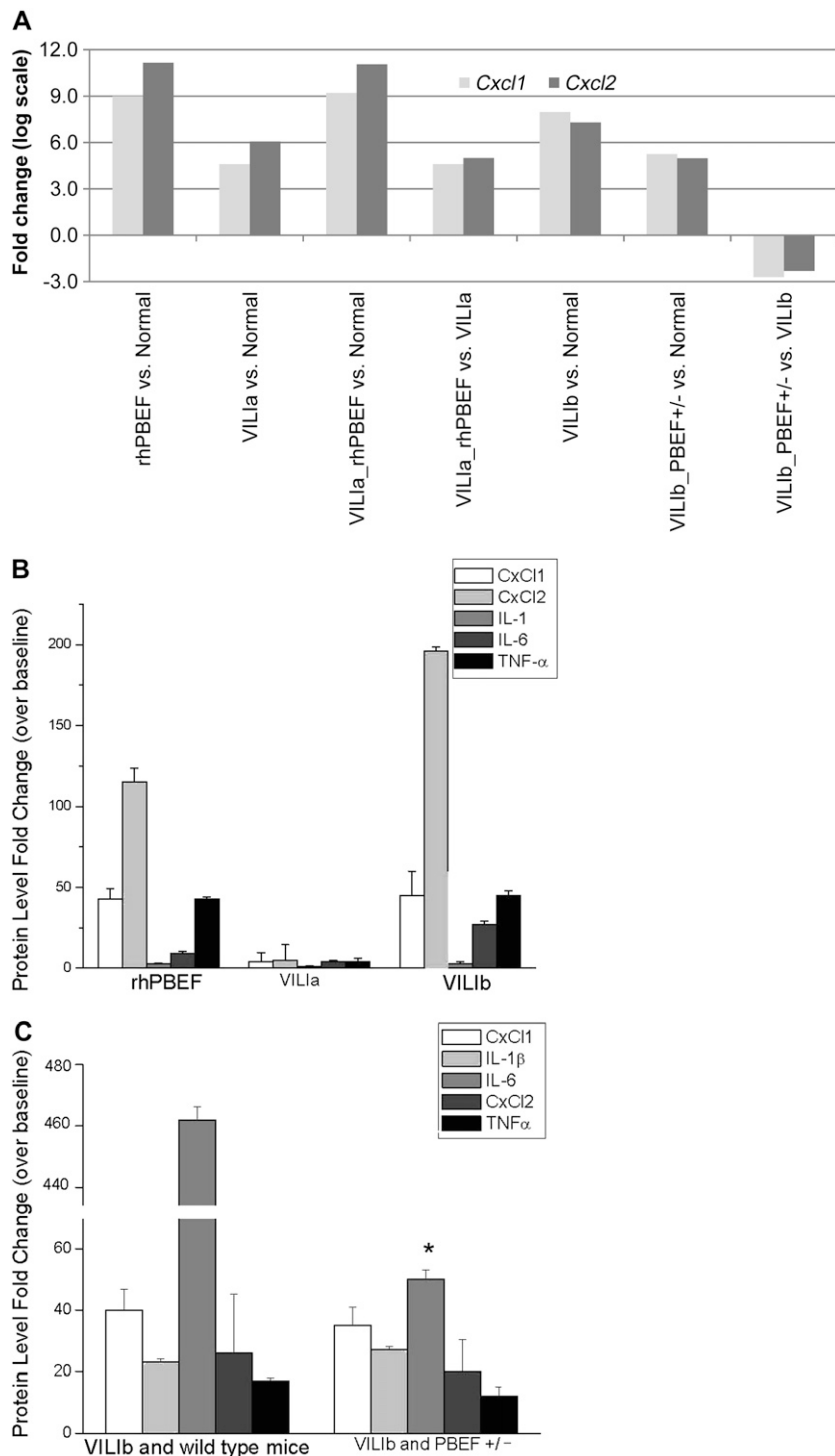 A
Fold change (log scale)
12.0
9.0
6.0
3.0
0.0
-3.0
Cxcl1
Cxcl2
rhPBEF vs. Normal
VILIa vs. Normal
VILIa_rhPBEF vs. Normal
VILIa_rhPBEF vs. VILIa
VILIb vs. Normal
VILIb_PBEF+/- vs. Normal
VILIb_PBEF+/- vs. VILIb
B
Protein Level Fold Change (over baseline)
200
150
100
50
0
CxCl1
CxCl2
IL-1
IL-6
TNF-α
rhPBEF
VILIa
VILIb
C
Protein Level Fold Change (over baseline)
480
460
440
60
40
20
0
CxCl1
IL-1β
IL-6
CxCl2
TNFα
*
VILIb and wild type mice
VILIb and PBEF +/-